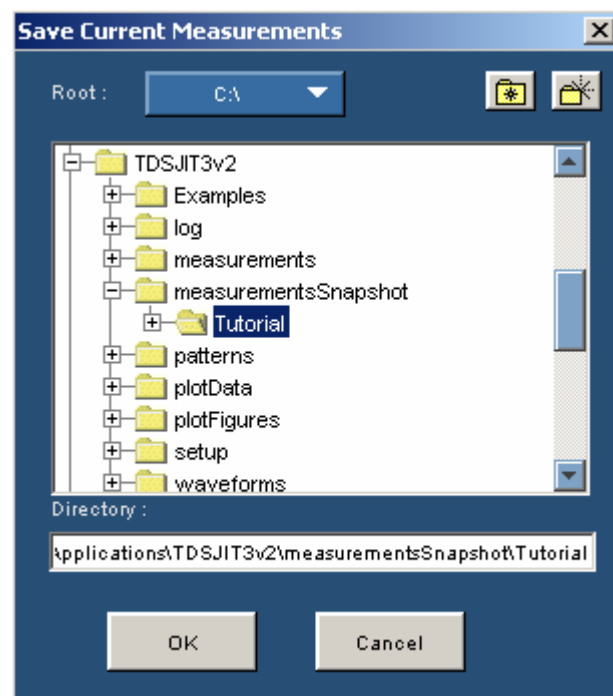 Save Current Measurements
Root :
C:\
TDSJIT3v2
Examples
log
measurements
measurementsSnapshot
Tutorial
patterns
plotData
plotFigures
setup
waveforms
Directory :
\pplications\TDSJIT3v2\measurementsSnapshot\Tutorial
OK
Cancel